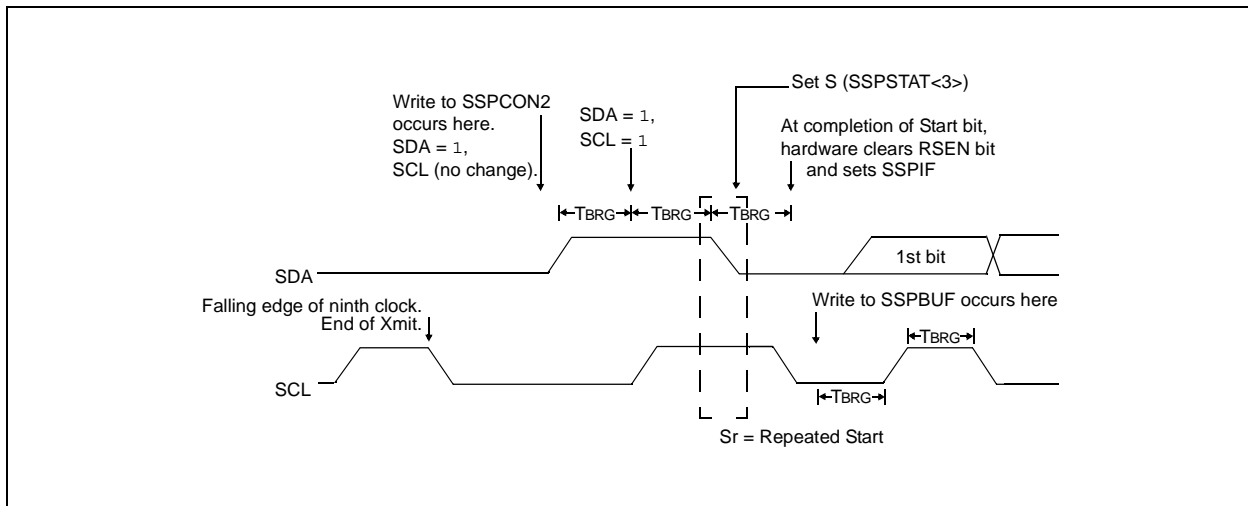 Set S (SSPSTAT<3>)
Write to SSPCON2
occurs here.
SDA = 1,
SCL (no change).
SDA = 1,
SCL = 1
At completion of Start bit,
hardware clears RSEN bit
and sets SSPIF
TBRG
TBRG
TBRG
SDA
1st bit
Falling edge of ninth clock.
End of Xmit.
Write to SSPBUF occurs here
TBRG
SCL
TBRG
Sr = Repeated Start